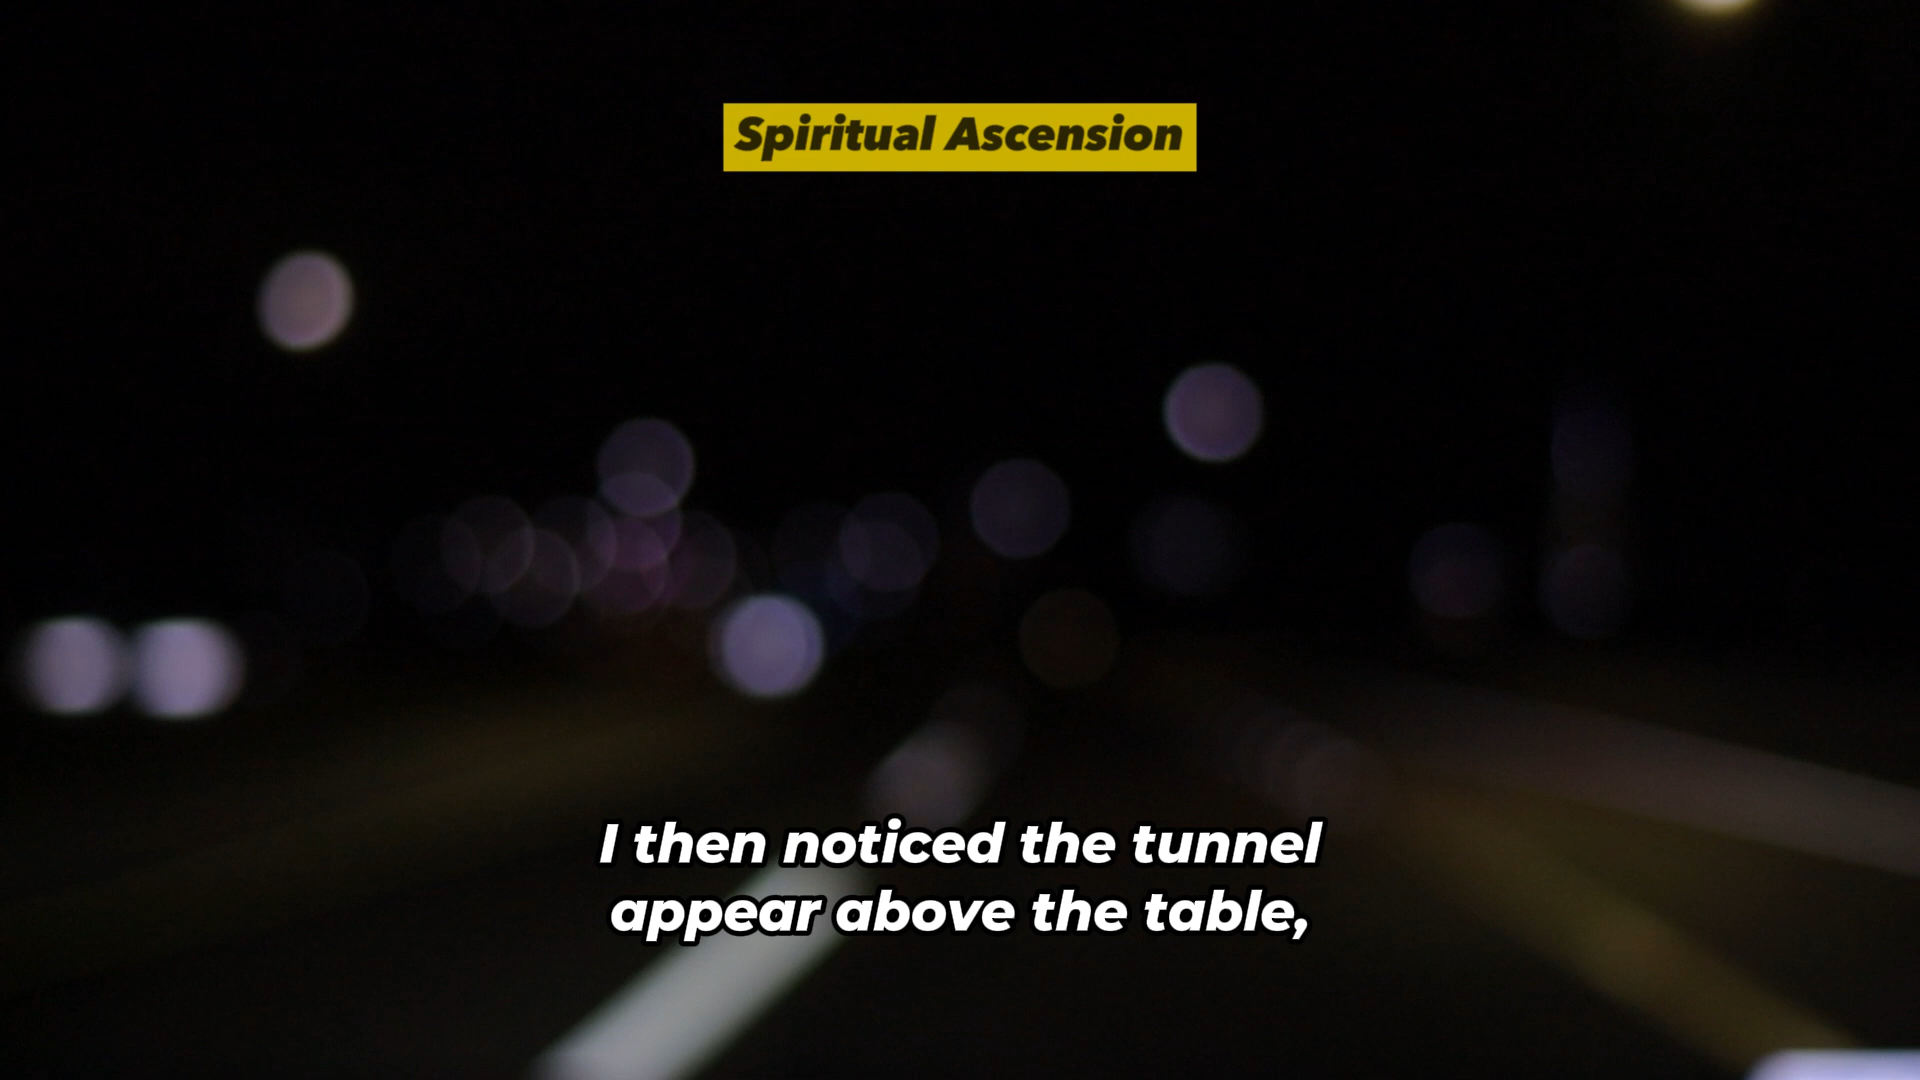 Spiritual Ascension
I then noticed the tunnel
appear above the table,